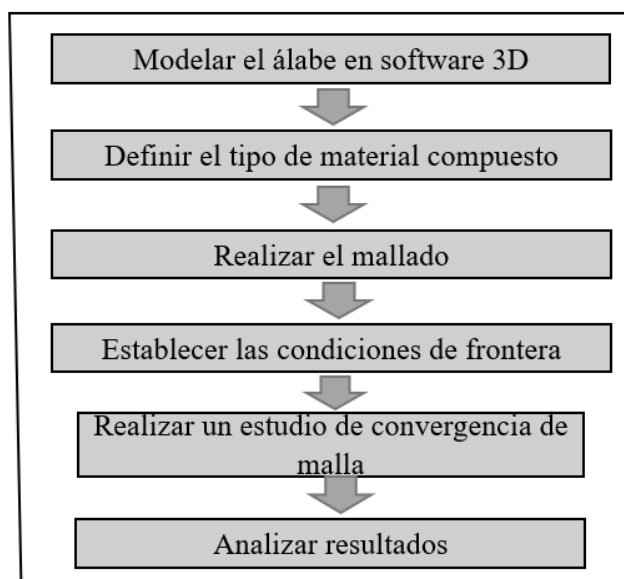 Modelar el álabe en software 3D
Definir el tipo de material compuesto
Realizar el mallado
Establecer las condiciones de frontera
Realizar un estudio de convergencia de
malla
Analizar resultados